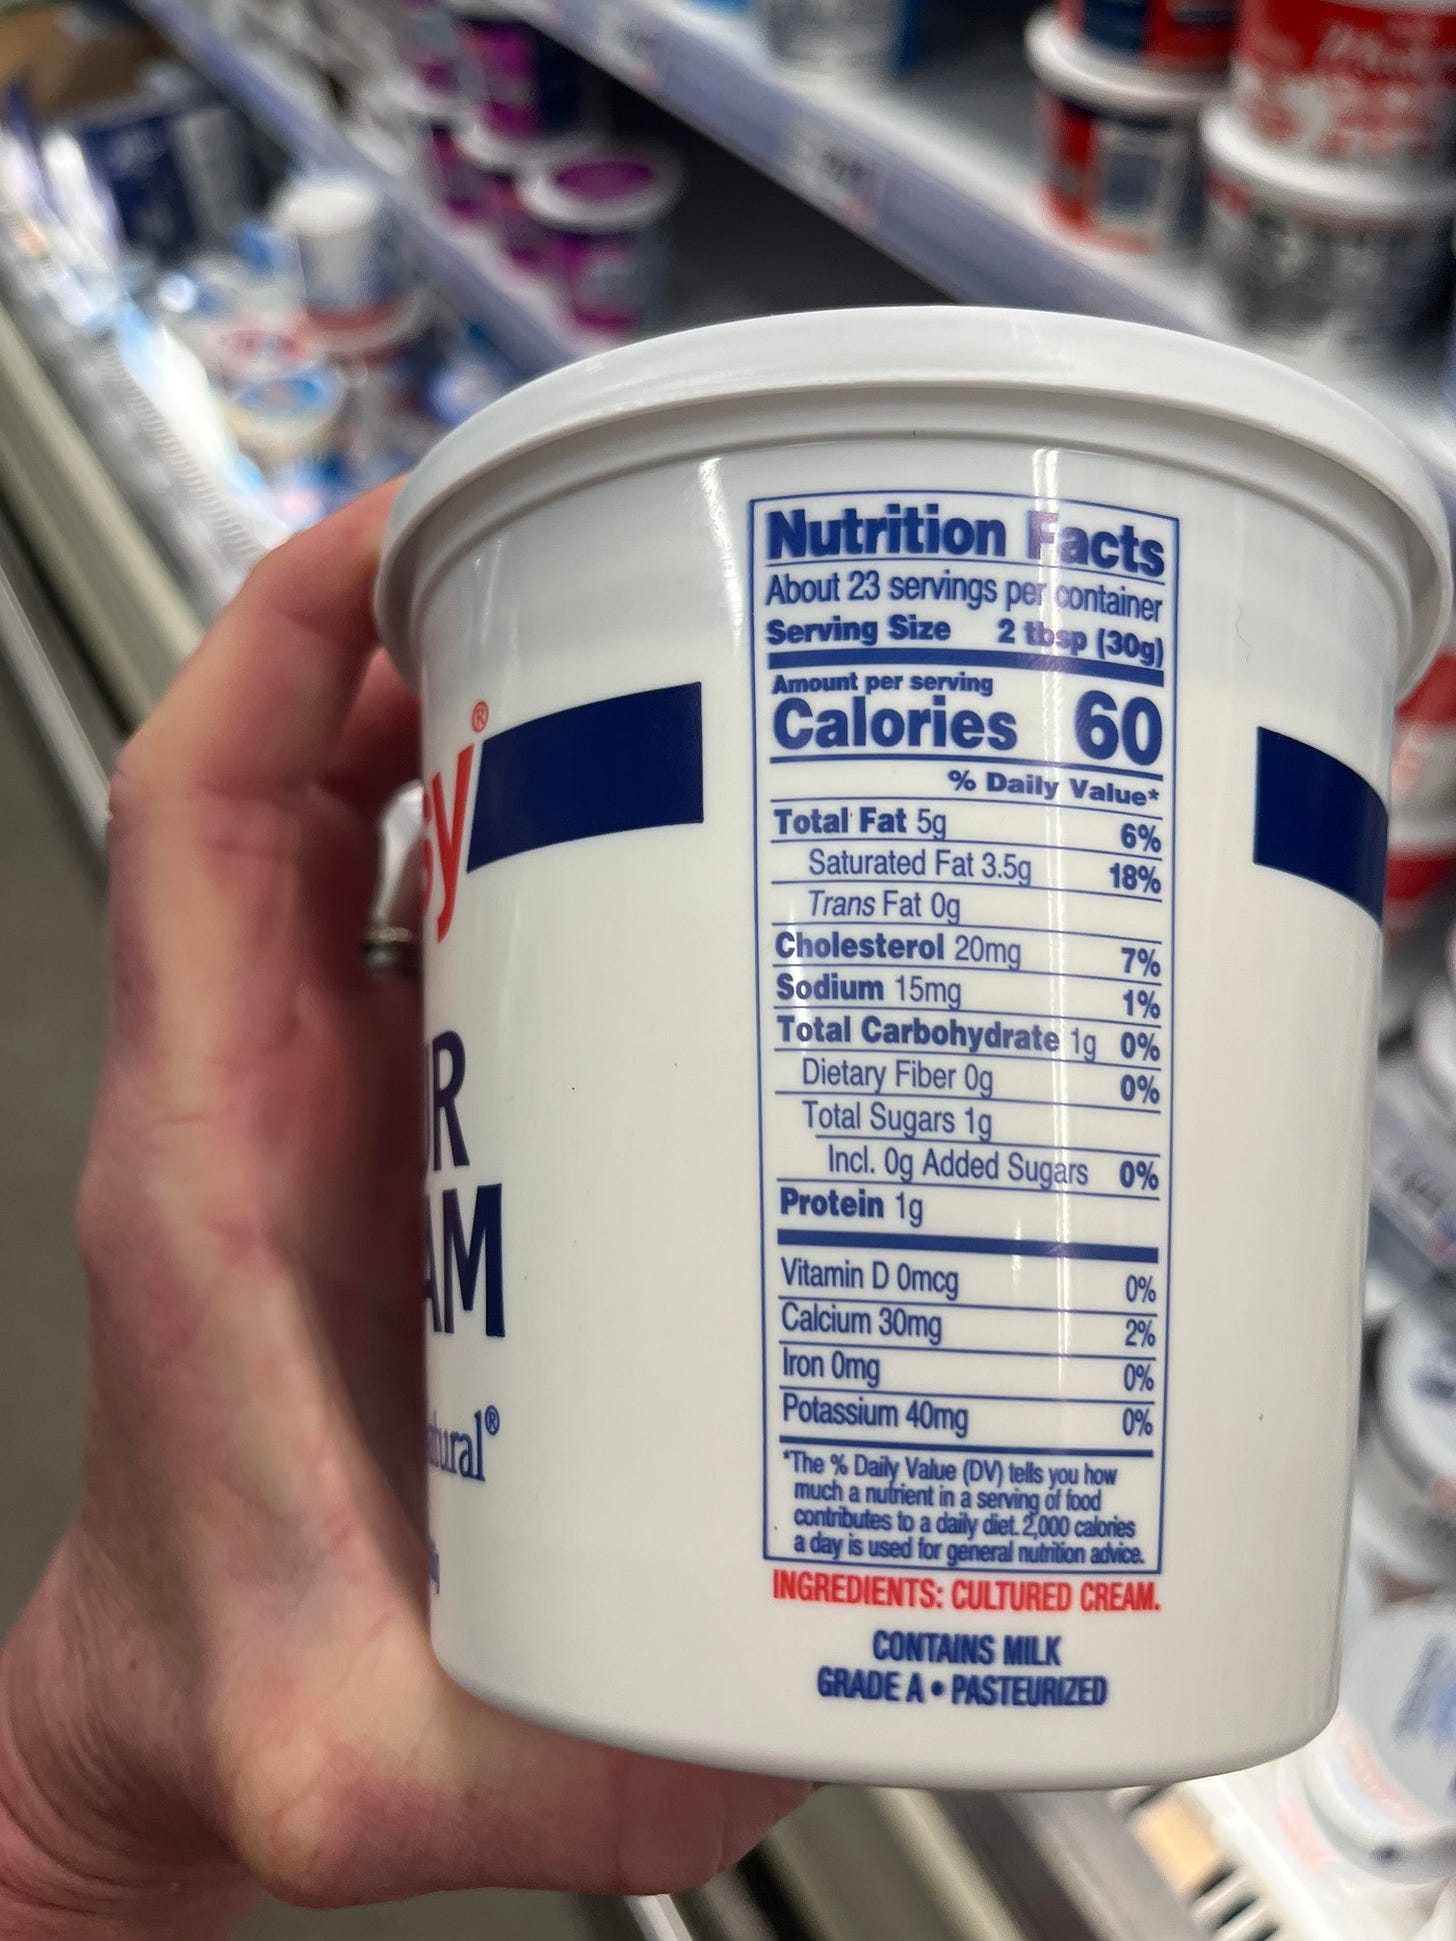 Nutrition Facts
About 23 servings per container
Serving Size 2 tbsp (30g)
Amount per serving
Calories 60
% Daily Value*
Total Fat 5g 6%
Saturated Fat 3.5g 18%
Trans Fat 0g
Cholesterol 20mg 7%
Sodium 15mg 1%
Total Carbohydrate 1g 0%
Dietary Fiber 0g 0%
Total Sugars 1g
Incl. 0g Added Sugars 0%
Protein 1g
Vitamin D 0mcg 0%
Calcium 30mg 2%
Iron 0mg 0%
Potassium 40mg 0%
*The % Daily Value (DV) tells you how
much a nutrient in a serving of food
contributes to a daily diet. 2,000 calories
a day is used for general nutrition advice.
INGREDIENTS: CULTURED CREAM.
CONTAINS MILK
GRADE A • PASTEURIZED